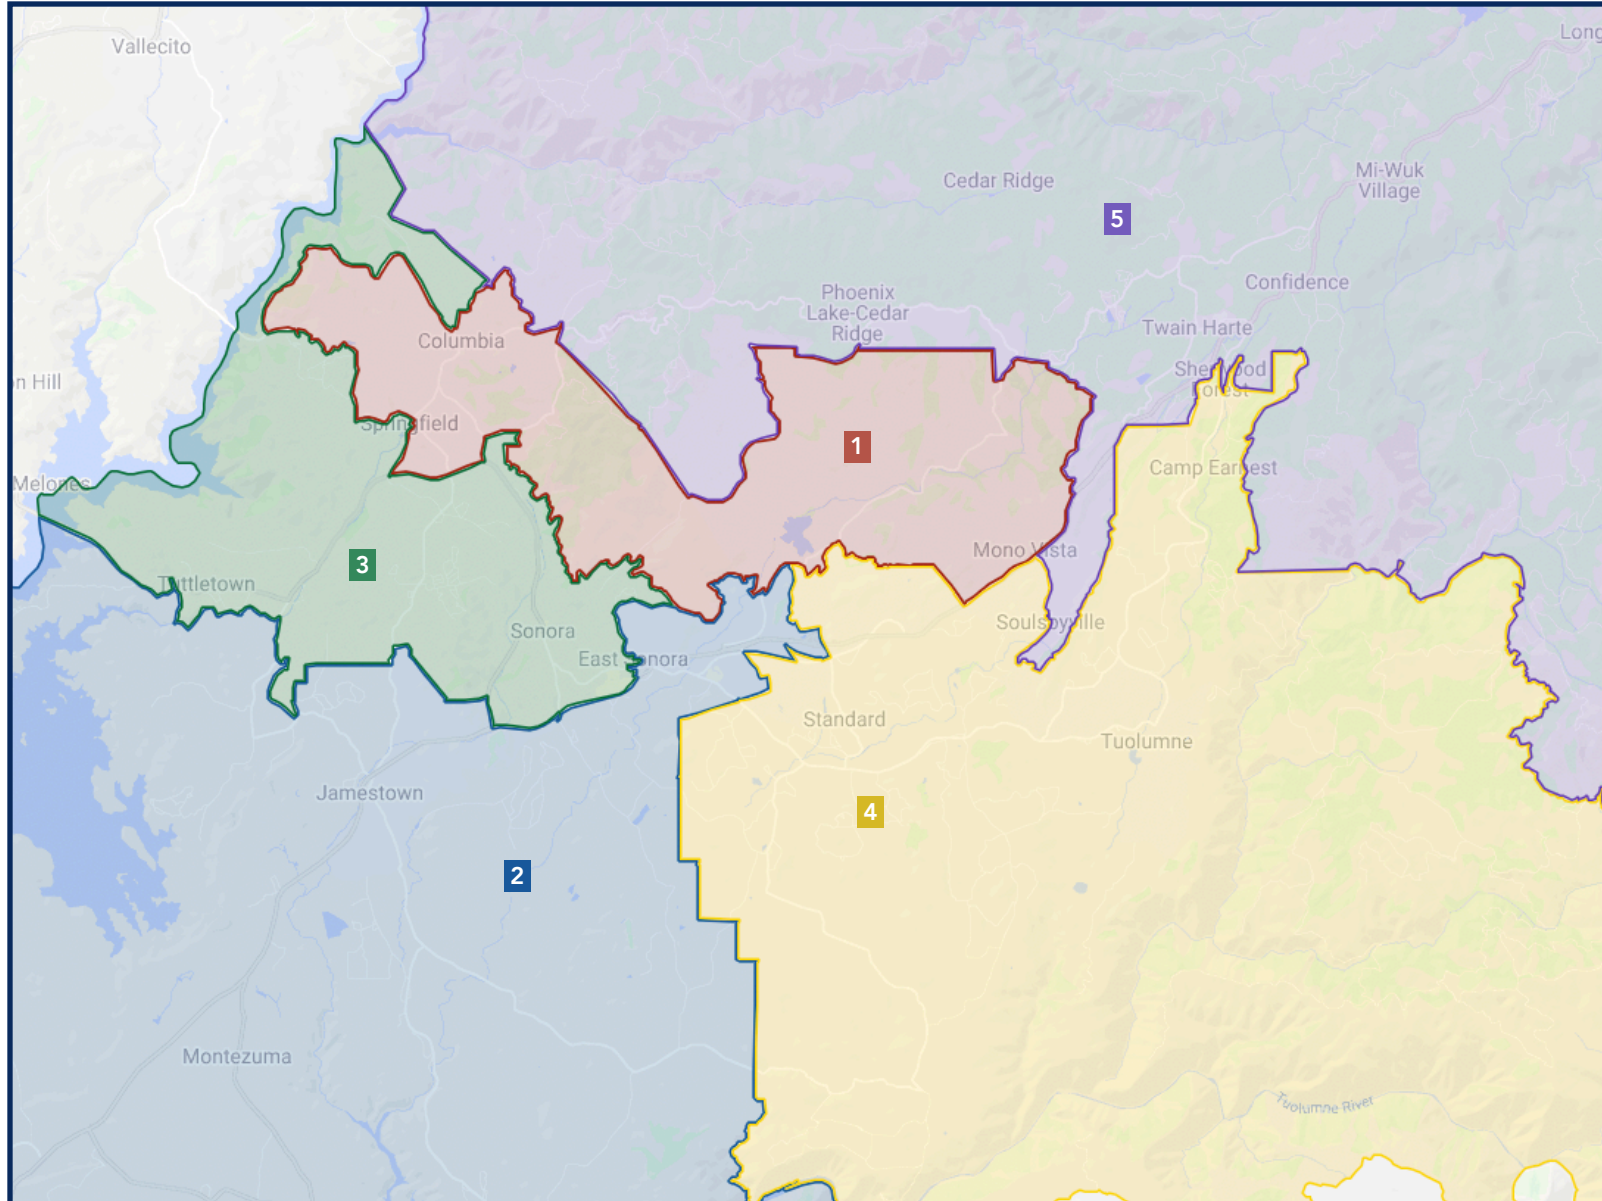 Vallecito
Long
Mi-Wuk
Village
Cedar Ridge
5
Confidence
Phoenix
Lake-Cedar
Ridge
Twain Harte
Columbia
Sherwood
Forest
n Hill
Springfield
1
Camp Earnest
Melones
Mono Vista
3
Tuttletown
Soulsbyville
Sonora
East Sonora
Standard
Tuolumne
Jamestown
4
2
Montezuma
Tuolumne River